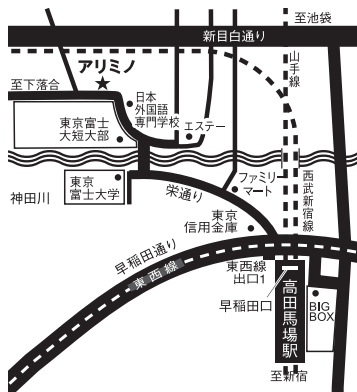 至池袋
新目白通り
アリミノ
山手線
至下落合
日本
外国語
専門学校
エステー
東京富士
大短大部
ファミリー
マート
西武新宿線
東京
富士大学
神田川
栄通り
東京
信用金庫
早稲田通り
東西線
東西線
出口1
早稲田口
高田馬場駅
BIG
BOX
至新宿